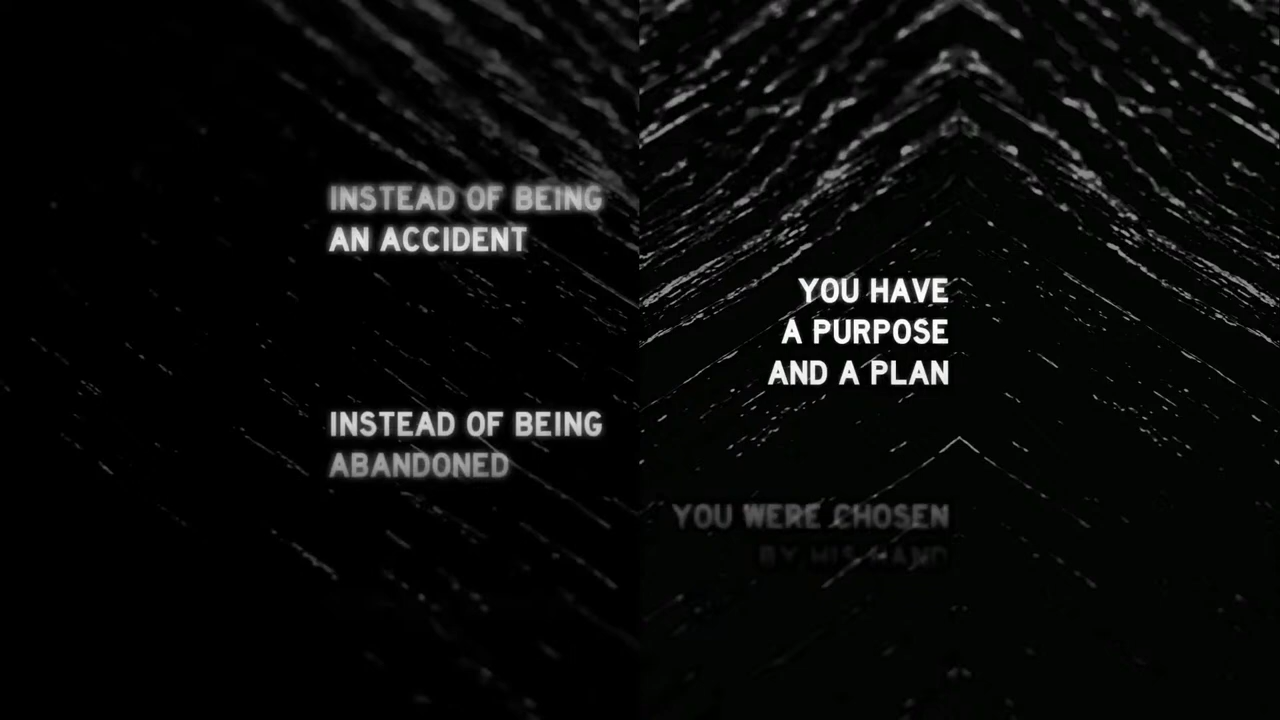 INSTEAD OF BEING
AN ACCIDENT
YOU HAVE
A PURPOSE
AND A PLAN
INSTEAD OF BEING
ABANDONED
YOU WERE CHOSEN
BY HIS HAND